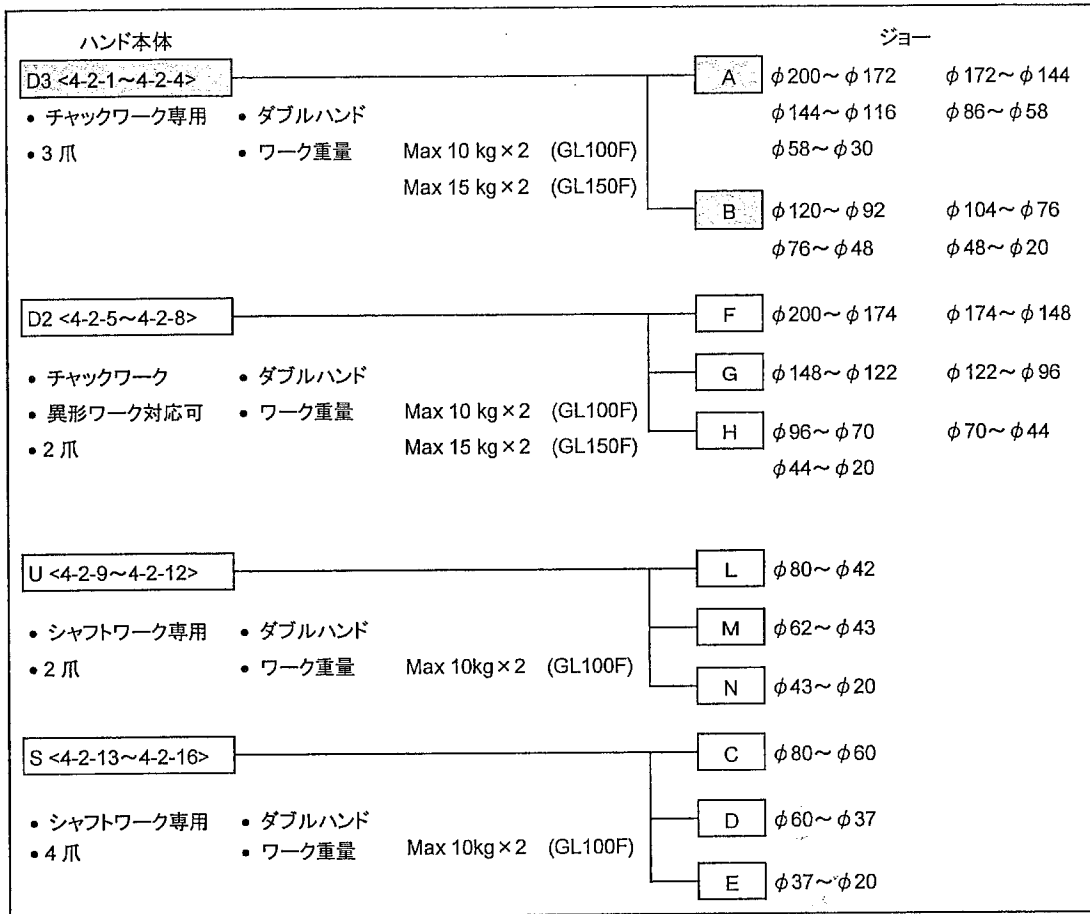 ハンド本体 ジョー
D3 <4-2-1～4-2-4> A φ200～φ172 φ172～φ144
• チャックワーク専用 • ダブルハンド φ144～φ116 φ86～φ58
• 3 爪 • ワーク重量 Max 10 kg×2 (GL100F) φ58～φ30
Max 15 kg×2 (GL150F)
B φ120～φ92 φ104～φ76
φ76～φ48 φ48～φ20
D2 <4-2-5～4-2-8> F φ200～φ174 φ174～φ148
• チャックワーク • ダブルハンド G φ148～φ122 φ122～φ96
• 異形ワーク対応可 • ワーク重量 Max 10 kg×2 (GL100F)
• 2 爪 Max 15 kg×2 (GL150F) H φ96～φ70 φ70～φ44
φ44～φ20
U <4-2-9～4-2-12> L φ80～φ42
• シャフトワーク専用 • ダブルハンド M φ62～φ43
• 2 爪 • ワーク重量 Max 10kg×2 (GL100F) N φ43～φ20
S <4-2-13～4-2-16> C φ80～φ60
• シャフトワーク専用 • ダブルハンド D φ60～φ37
• 4 爪 • ワーク重量 Max 10kg×2 (GL100F)
E φ37～φ20